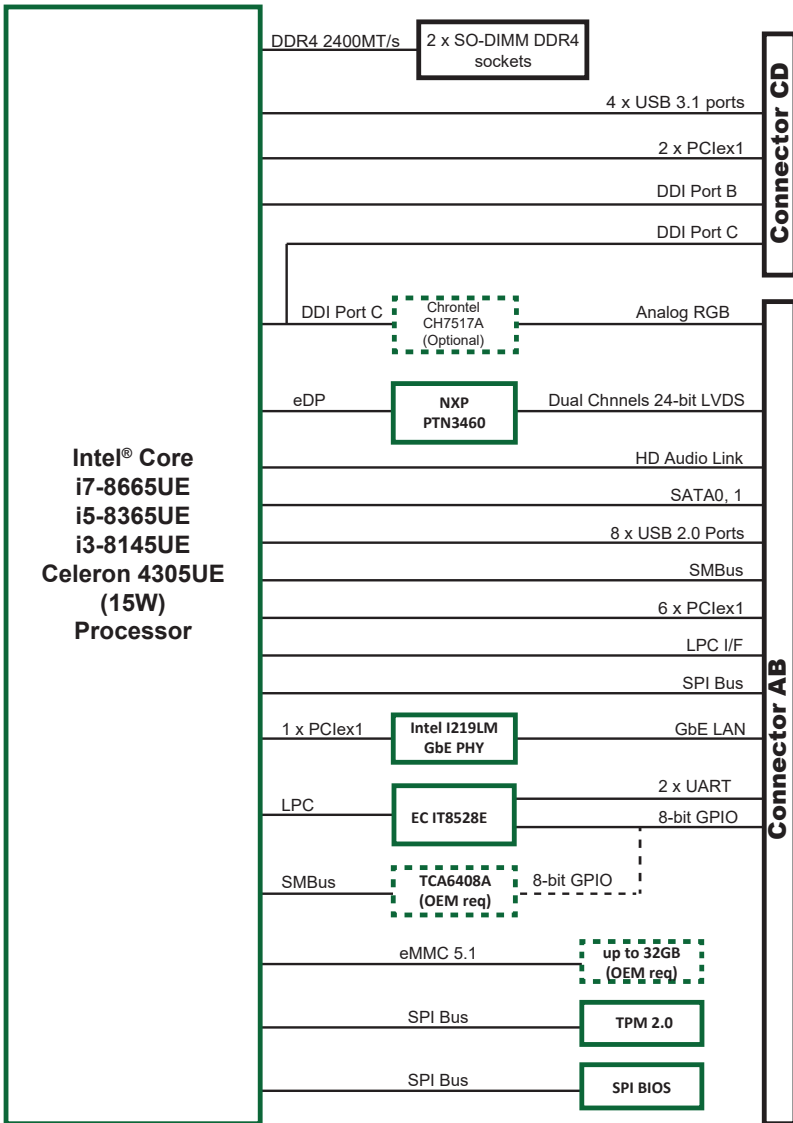 DDR4 2400MT/s
2 x SO-DIMM DDR4
sockets
4 x USB 3.1 ports
2 x PCIex1
DDI Port B
DDI Port C
Connector CD
DDI Port C
Chrontel
CH7517A
(Optional)
Analog RGB
eDP
NXP
PTN3460
Dual Chnnels 24-bit LVDS
Intel® Core
i7-8665UE
i5-8365UE
i3-8145UE
Celeron 4305UE
(15W)
Processor
HD Audio Link
SATA0, 1
8 x USB 2.0 Ports
SMBus
6 x PCIex1
LPC I/F
SPI Bus
1 x PCIex1
Intel I219LM
GbE PHY
GbE LAN
LPC
EC IT8528E
2 x UART
8-bit GPIO
Connector AB
SMBus
TCA6408A
(OEM req)
8-bit GPIO
eMMC 5.1
up to 32GB
(OEM req)
SPI Bus
TPM 2.0
SPI Bus
SPI BIOS